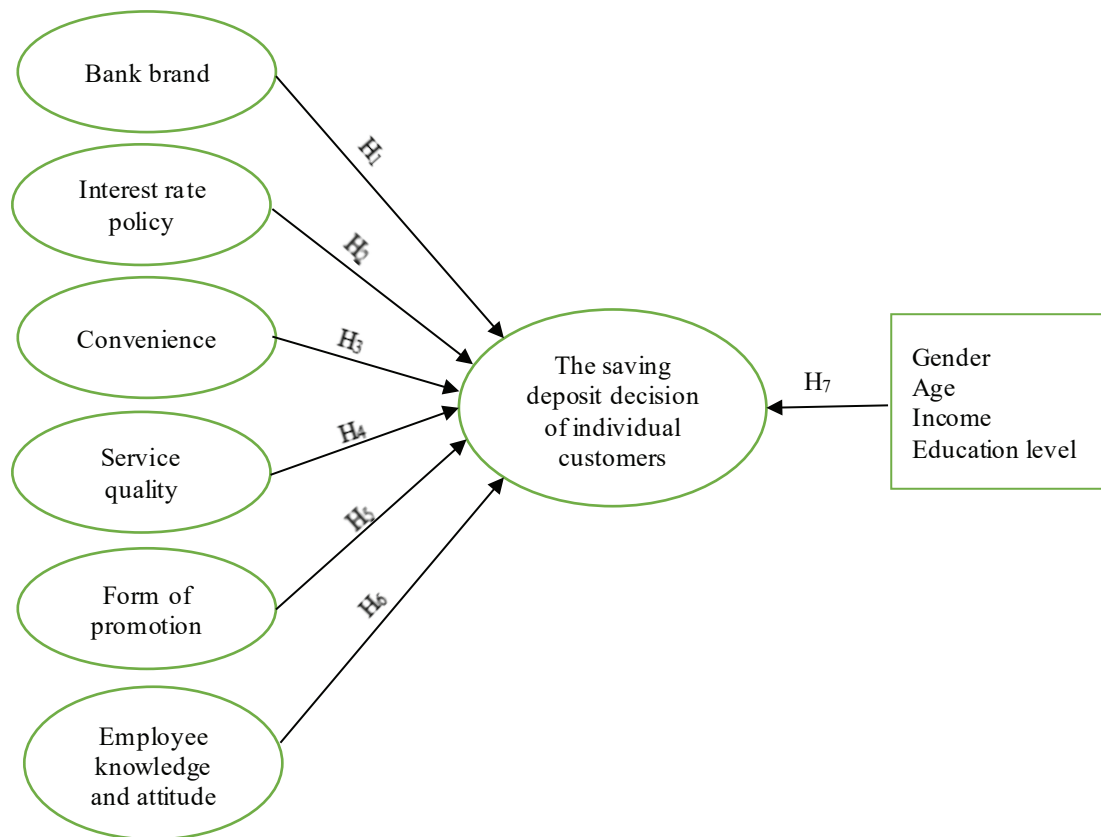 Bank brand
H₁
Interest rate
policy
H₂
Convenience
H₃
Service
quality
H₄
Form of
promotion
H₅
Employee
knowledge
and attitude
H₆
The saving
deposit decision
of individual
customers
H₇
Gender
Age
Income
Education level